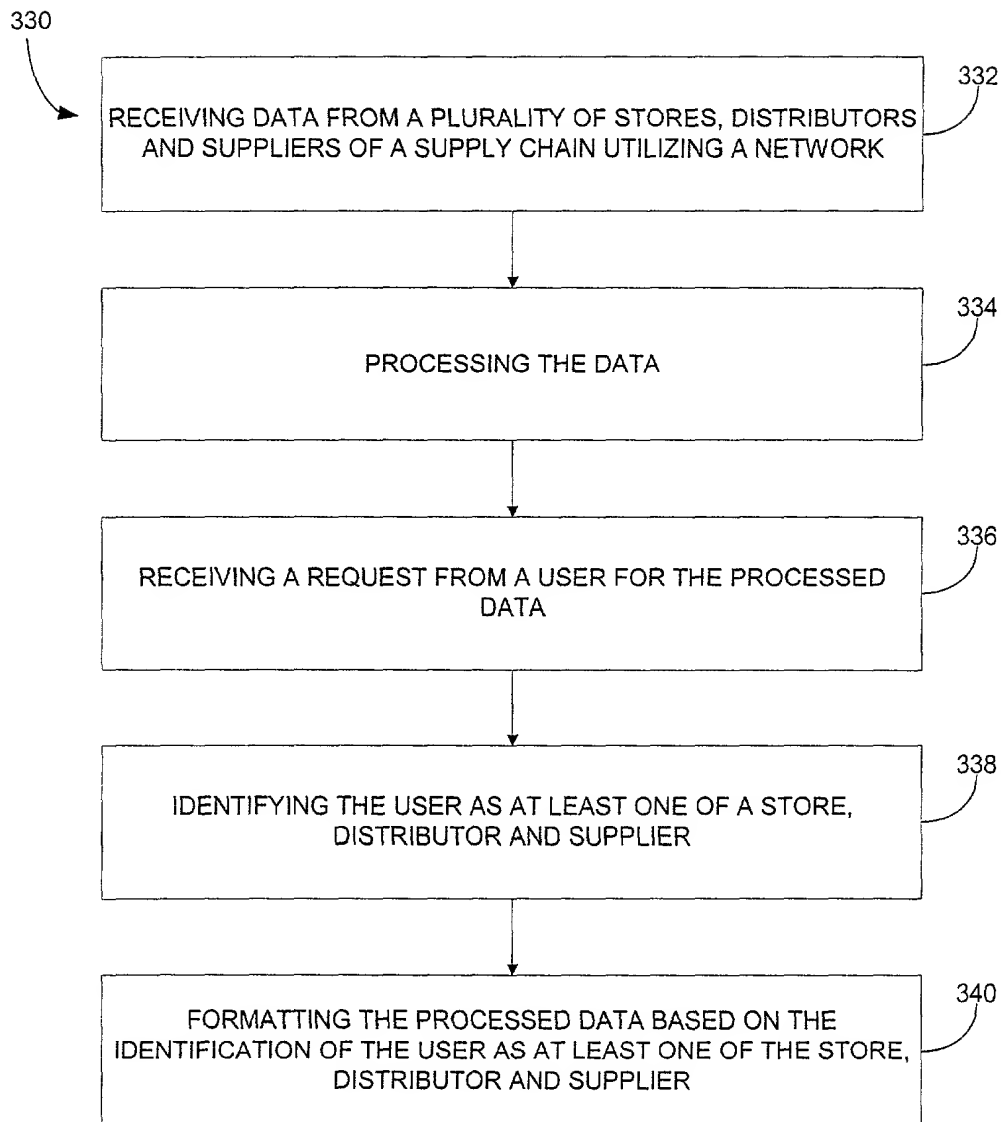 330
332
RECEIVING DATA FROM A PLURALITY OF STORES, DISTRIBUTORS
AND SUPPLIERS OF A SUPPLY CHAIN UTILIZING A NETWORK
334
PROCESSING THE DATA
336
RECEIVING A REQUEST FROM A USER FOR THE PROCESSED
DATA
338
IDENTIFYING THE USER AS AT LEAST ONE OF A STORE,
DISTRIBUTOR AND SUPPLIER
340
FORMATTING THE PROCESSED DATA BASED ON THE
IDENTIFICATION OF THE USER AS AT LEAST ONE OF THE STORE,
DISTRIBUTOR AND SUPPLIER